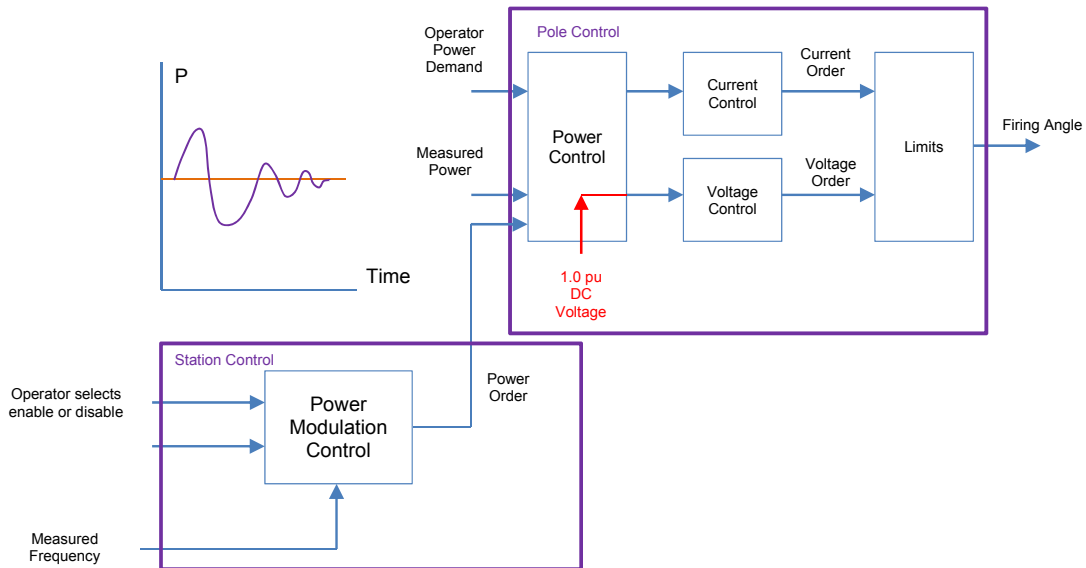 P
Time
Pole Control
Operator
Power
Demand
Measured
Power
Power
Control
1.0 pu
DC
Voltage
Current
Control
Voltage
Control
Current
Order
Voltage
Order
Limits
Firing Angle
Station Control
Operator selects
enable or disable
Power
Modulation
Control
Power
Order
Measured
Frequency